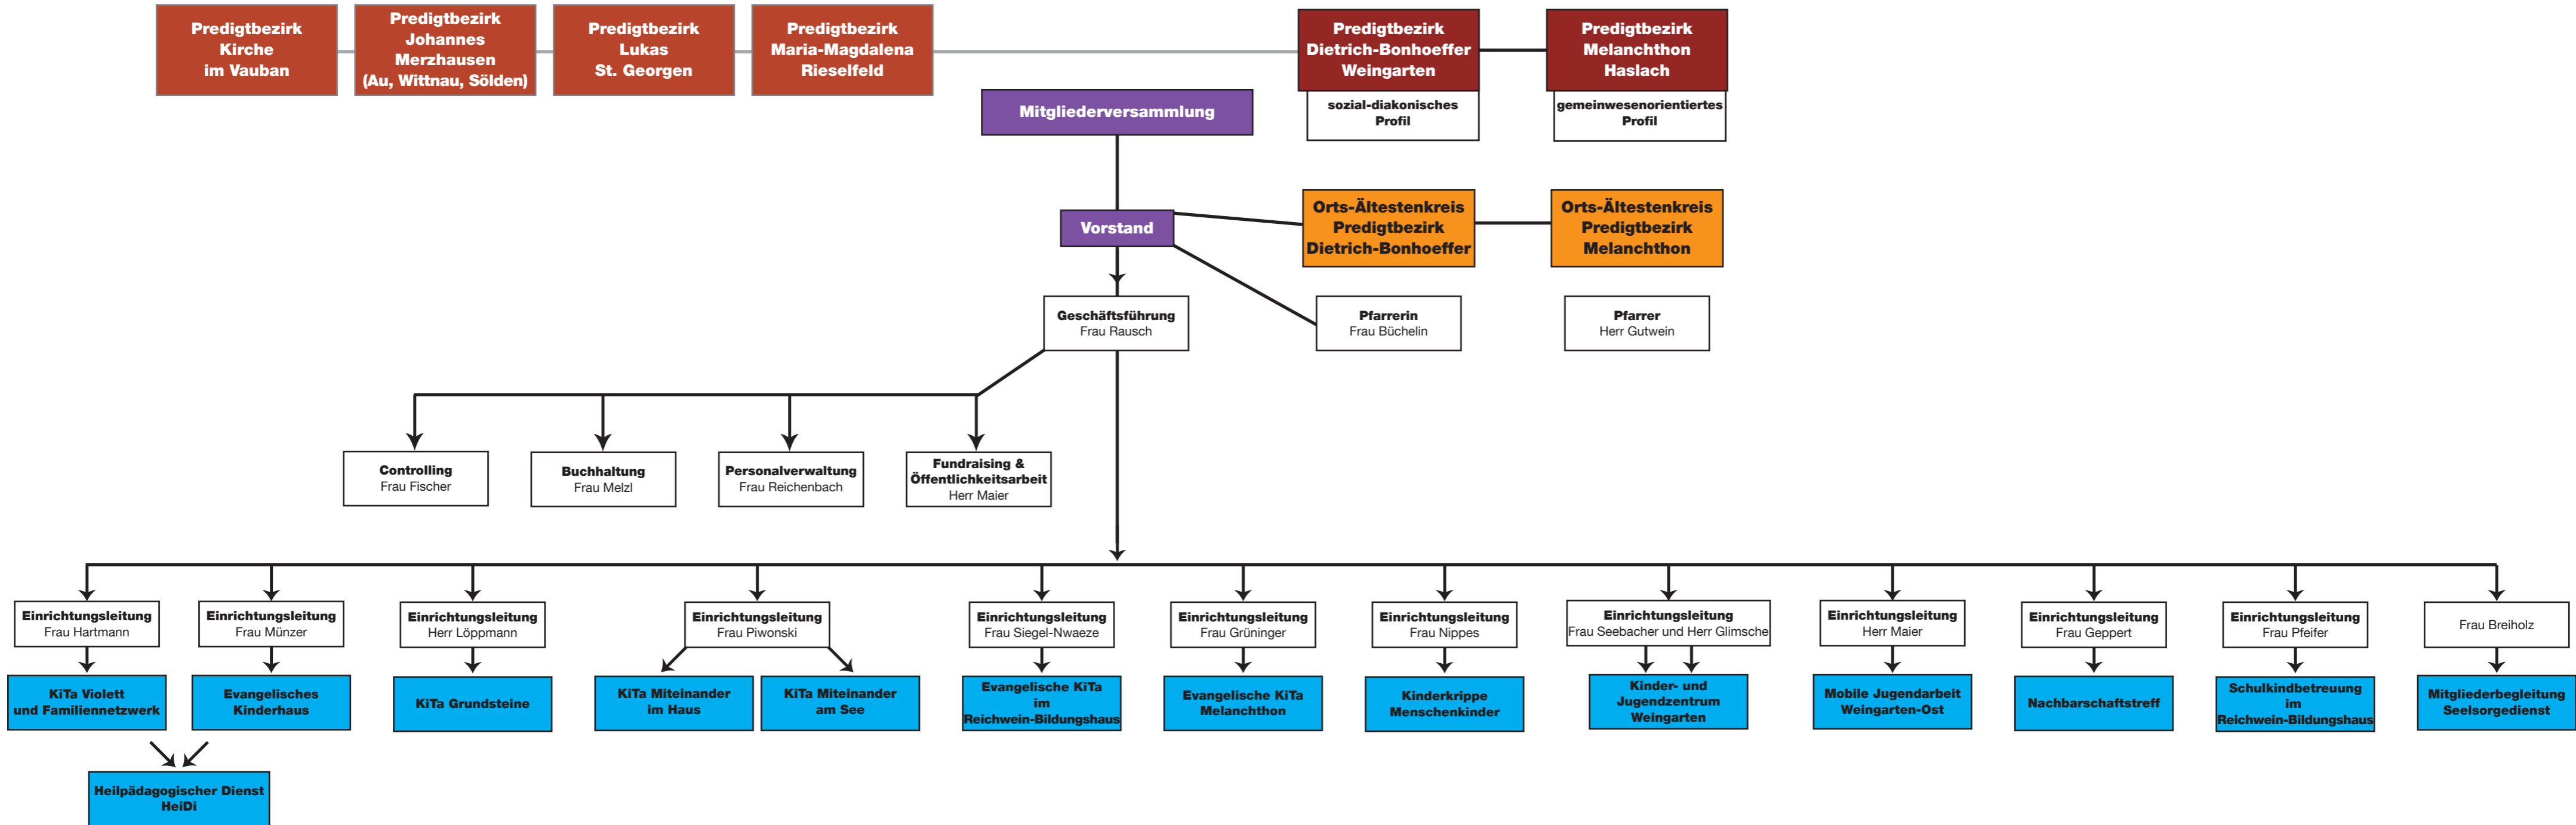 Predigtbezirk
Kirche
im Vauban
Predigtbezirk
Johannes
Merzhausen
(Au, Wittnau, Sölden)
Predigtbezirk
Lukas
St. Georgen
Predigtbezirk
Maria-Magdalena
Rieselfeld
Predigtbezirk
Dietrich-Bonhoeffer
Weingarten
sozial-diakonisches
Profil
Predigtbezirk
Melanchthon
Haslach
gemeinwesenorientiertes
Profil
Mitgliederversammlung
Vorstand
Orts-Ältestenkreis
Predigtbezirk
Dietrich-Bonhoeffer
Orts-Ältestenkreis
Predigtbezirk
Melanchthon
Geschäftsführung
Frau Rausch
Pfarrerin
Frau Büchelin
Pfarrer
Herr Gutwein
Controlling
Frau Fischer
Buchhaltung
Frau Melzl
Personalverwaltung
Frau Reichenbach
Fundraising &
Öffentlichkeitsarbeit
Herr Maier
Einrichtungsleitung
Frau Hartmann
Einrichtungsleitung
Frau Münzer
Einrichtungsleitung
Herr Löppmann
Einrichtungsleitung
Frau Piwonski
Einrichtungsleitung
Frau Siegel-Nwaeze
Einrichtungsleitung
Frau Grüninger
Einrichtungsleitung
Frau Nippes
Einrichtungsleitung
Frau Seebacher und Herr Glimsche
Einrichtungsleitung
Herr Maier
Einrichtungsleitung
Frau Geppert
Einrichtungsleitung
Frau Pfeifer
Frau Breiholz
KiTa Violett
und Familiennetzwerk
Evangelisches
Kinderhaus
KiTa Grundsteine
KiTa Miteinander
im Haus
KiTa Miteinander
am See
Evangelische KiTa
im
Reichwein-Bildungshaus
Evangelische KiTa
Melanchthon
Kinderkrippe
Menschenkinder
Kinder- und
Jugendzentrum
Weingarten
Mobile Jugendarbeit
Weingarten-Ost
Nachbarschaftstreff
Schulkindbetreuung
im
Reichwein-Bildungshaus
Mitgliederbegleitung
Seelsorgedienst
Heilpädagogischer Dienst
HeiDi